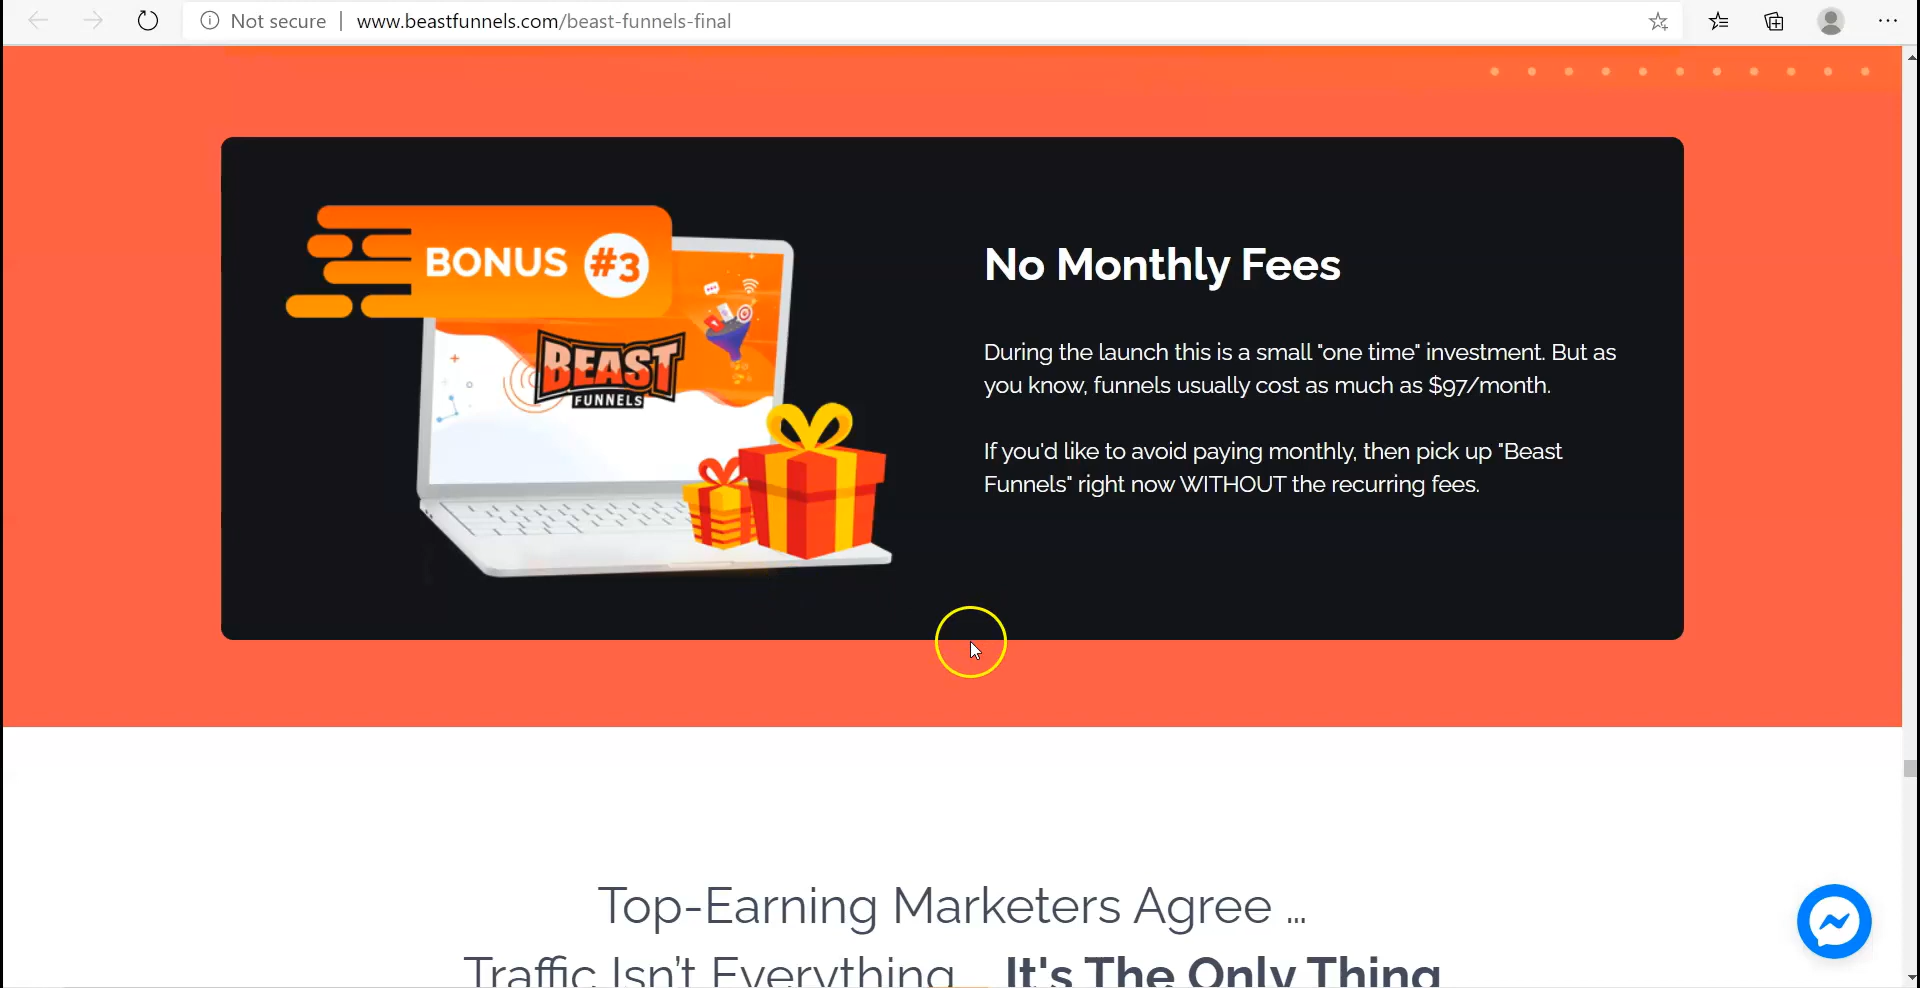 Not secure | www.beastfunnels.com/beast-funnels-final
BONUS #3
BEAST
FUNNELS
No Monthly Fees
During the launch this is a small "one time" investment. But as
you know, funnels usually cost as much as $97/month.
If you'd like to avoid paying monthly, then pick up "Beast
Funnels" right now WITHOUT the recurring fees.
Top-Earning Marketers Agree ...
Traffic Isn't Everything... It's The Only Thing